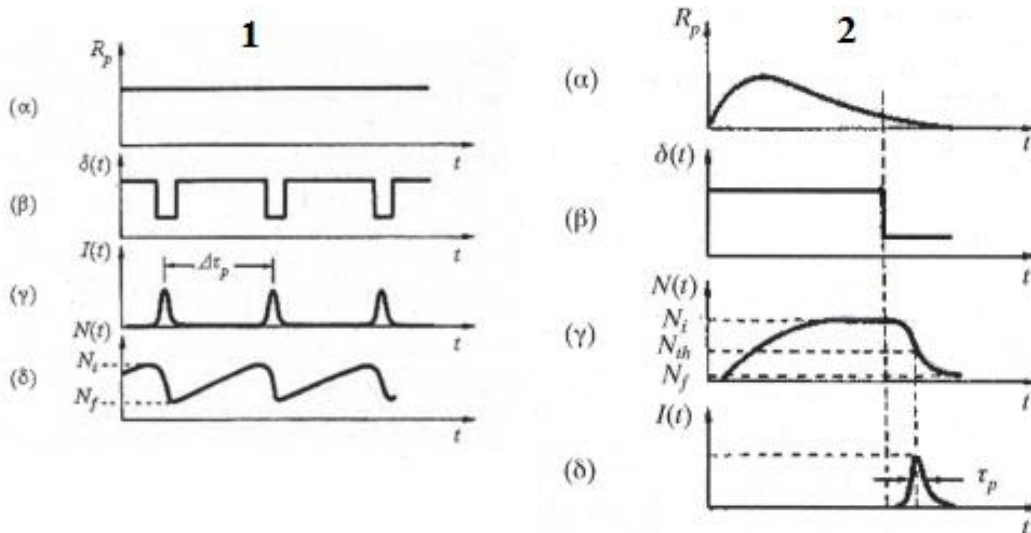 1
R_p
(α)
t
δ(t)
(β)
t
I(t)
Δτ_p
(γ)
t
N(t)
N_i
(δ)
N_f
t
2
R_p
(α)
t
δ(t)
(β)
t
N(t)
N_i
(γ)
N_th
N_f
t
I(t)
(δ)
τ_p
t